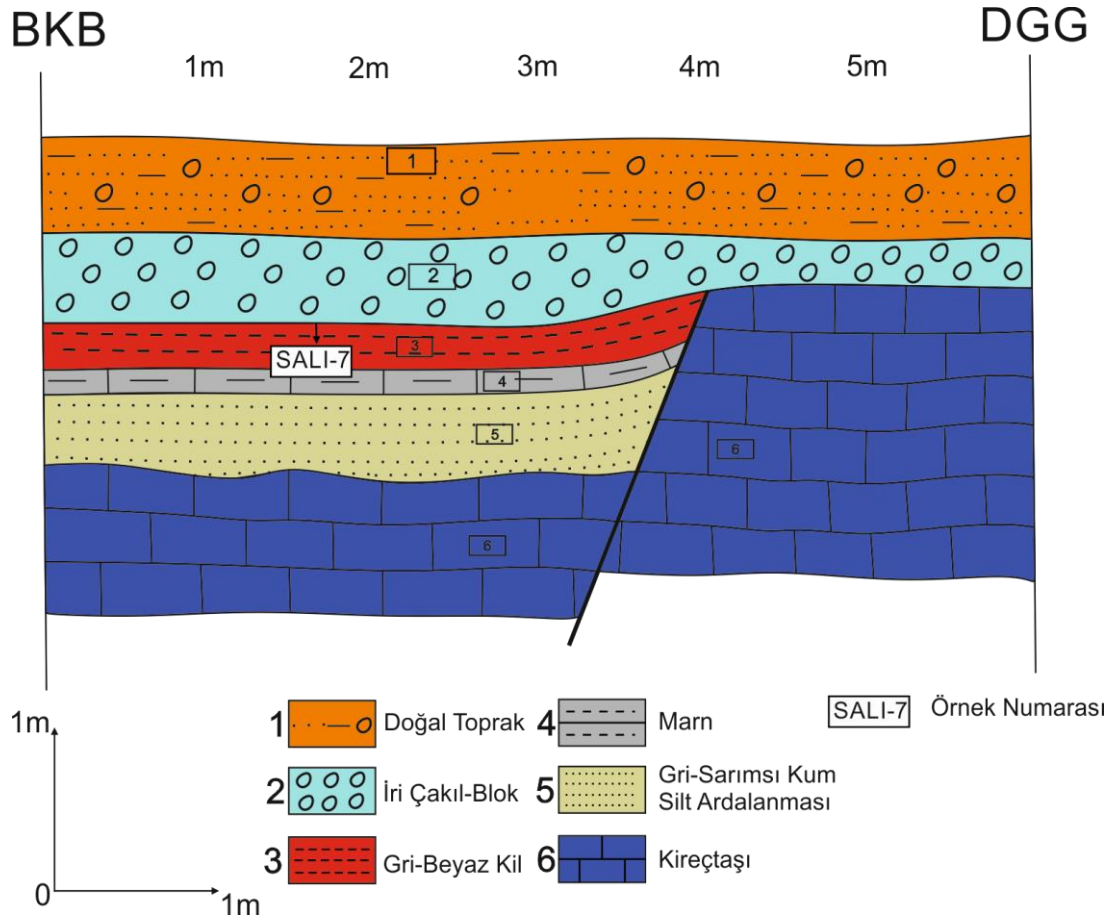 BKB
DGG
1m 2m 3m 4m 5m
1
2
3
SALI-7
4
5
6
6
1m
0
1m
1 Doğal Toprak
2 İri Çakıl-Blok
3 Gri-Beyaz Kil
4 Marn
5 Gri-Sarımsı Kum
Silt Ardalanması
6 Kireçtaşı
SALI-7 Örnek Numarası